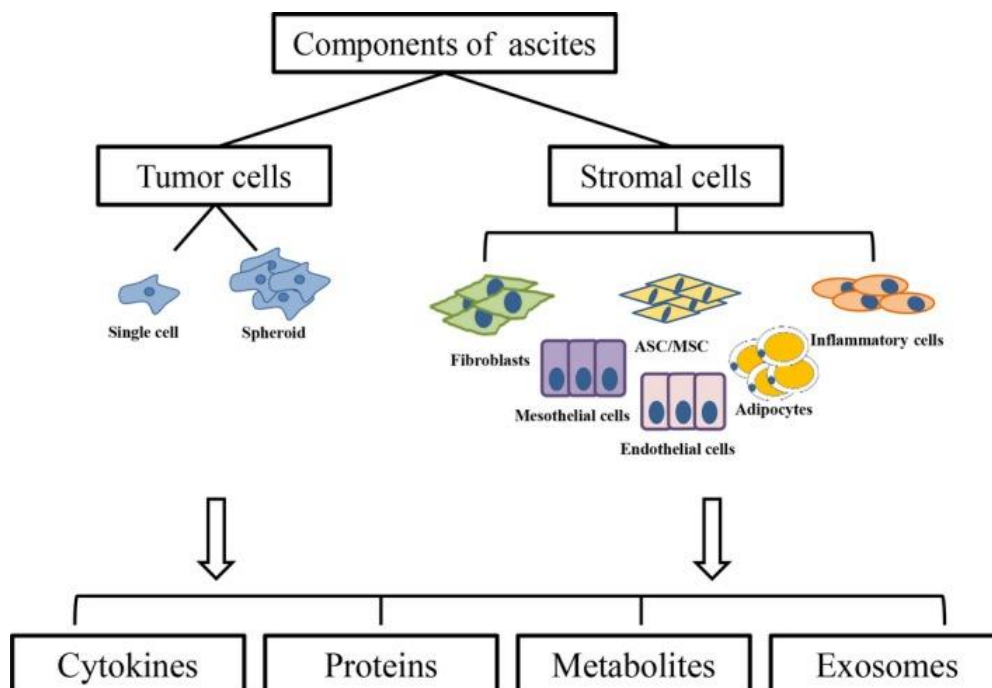 Components of ascites
Tumor cells
Stromal cells
Single cell
Spheroid
Fibroblasts
ASC/MSC
Inflammatory cells
Mesothelial cells
Adipocytes
Endothelial cells
Cytokines
Proteins
Metabolites
Exosomes